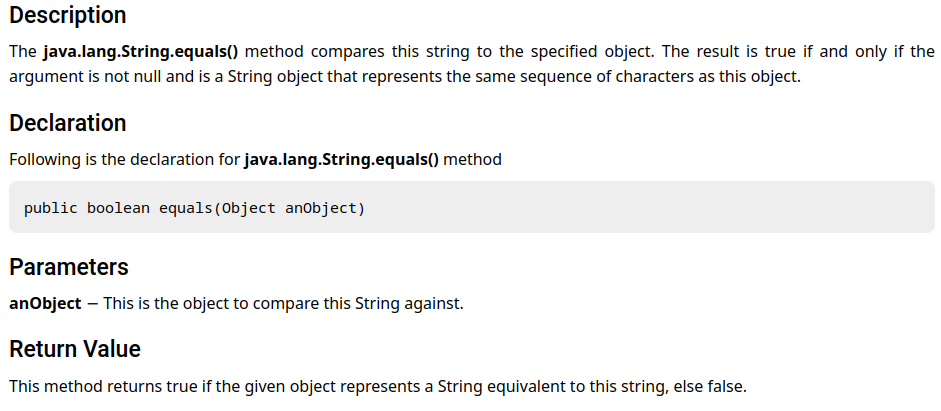 Description
The java.lang.String.equals() method compares this string to the specified object. The result is true if and only if the
argument is not null and is a String object that represents the same sequence of characters as this object.
Declaration
Following is the declaration for java.lang.String.equals() method
public boolean equals(Object anObject)
Parameters
anObject − This is the object to compare this String against.
Return Value
This method returns true if the given object represents a String equivalent to this string, else false.